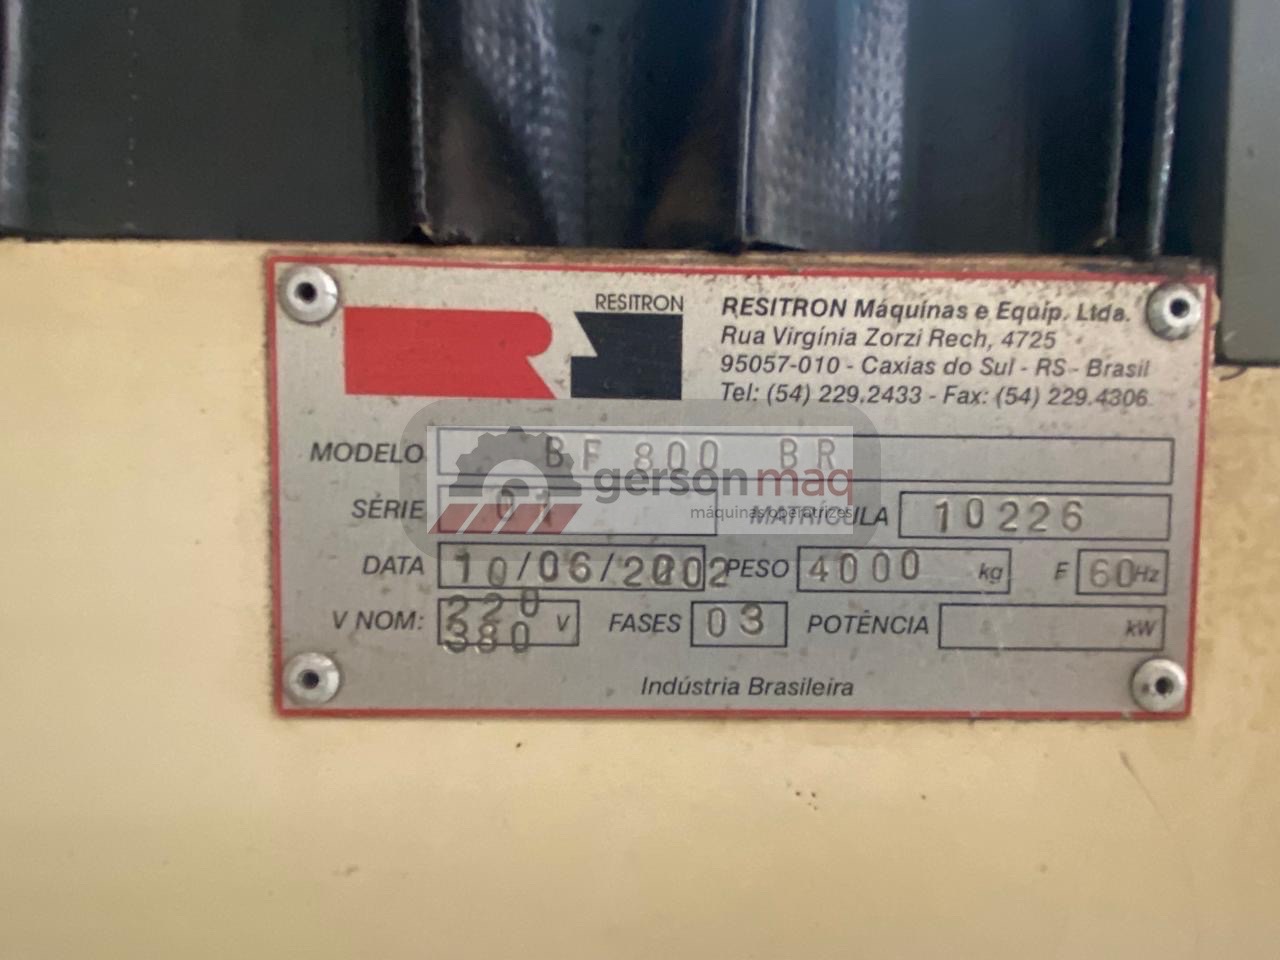 RESITRON
RESITRON Máquinas e Equip. Ltda.
Rua Virgínia Zorzi Rech, 4725
95057-010 - Caxias do Sul - RS - Brasil
Tel: (54) 229.2433 - Fax: (54) 229.4306
MODELO BF 800 BR
gersonmaq
máquinas operatrizes
SÉRIE 01 MATRÍCULA 10226
DATA 10/06/2002 PESO 4000 kg F 60 Hz
V NOM: 220 380 V FASES 03 POTÊNCIA kW
Indústria Brasileira